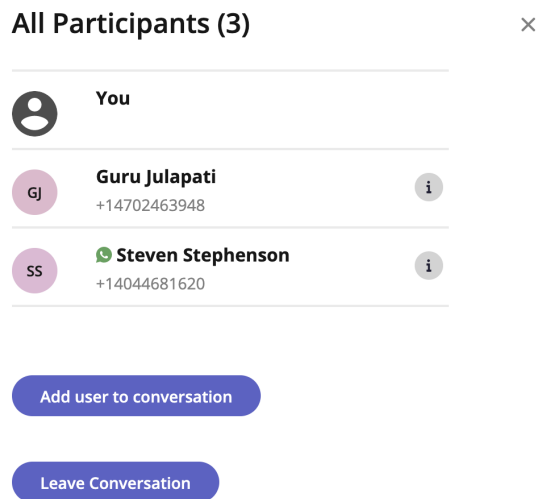 All Participants (3)
×
You
GJ
Guru Julapati
+14702463948
i
SS
Steven Stephenson
+14044681620
i
Add user to conversation
Leave Conversation